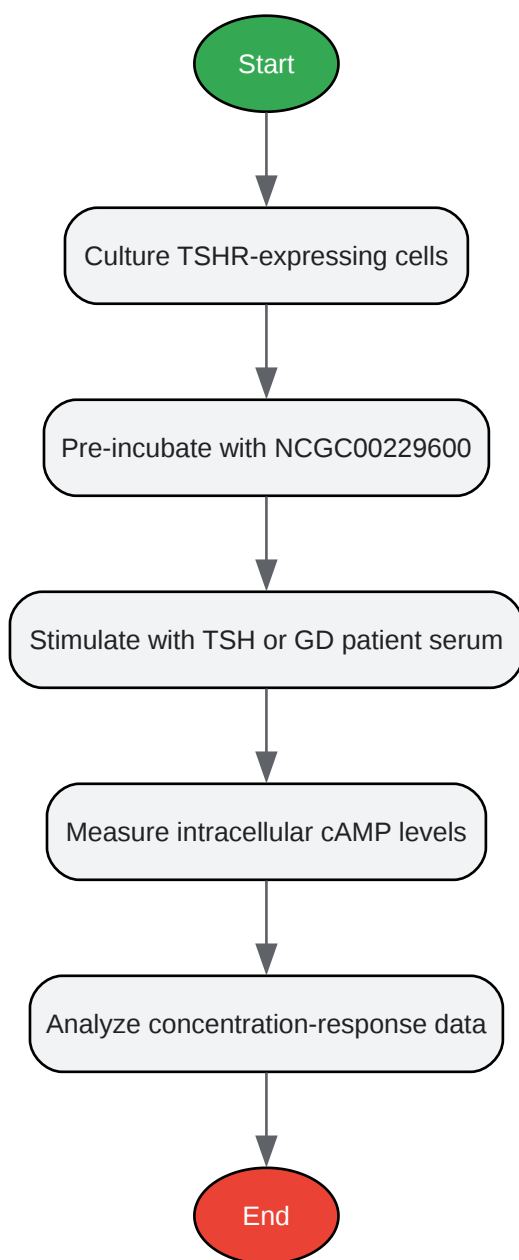 Start
Culture TSHR-expressing cells
Pre-incubate with NCGC00229600
Stimulate with TSH or GD patient serum
Measure intracellular cAMP levels
Analyze concentration-response data
End